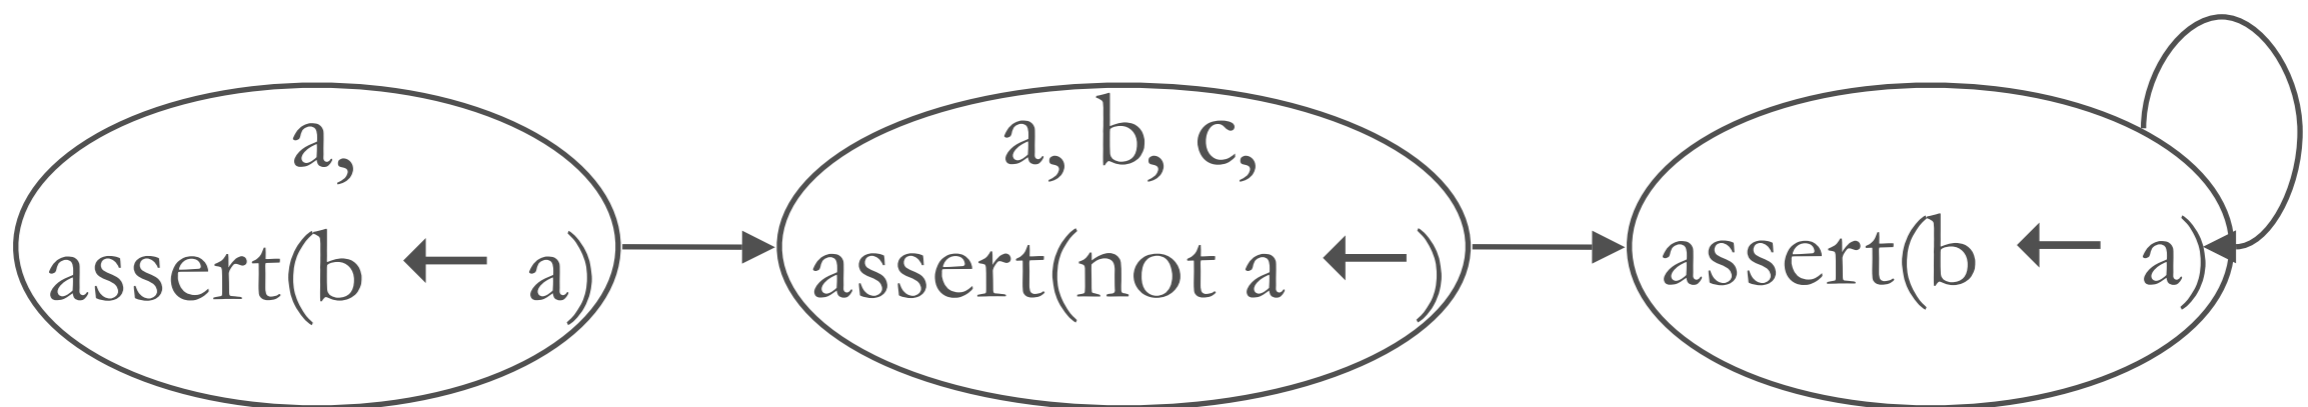 a,
assert(b ← a)
a, b, c,
assert(not a ←)
assert(b ← a)